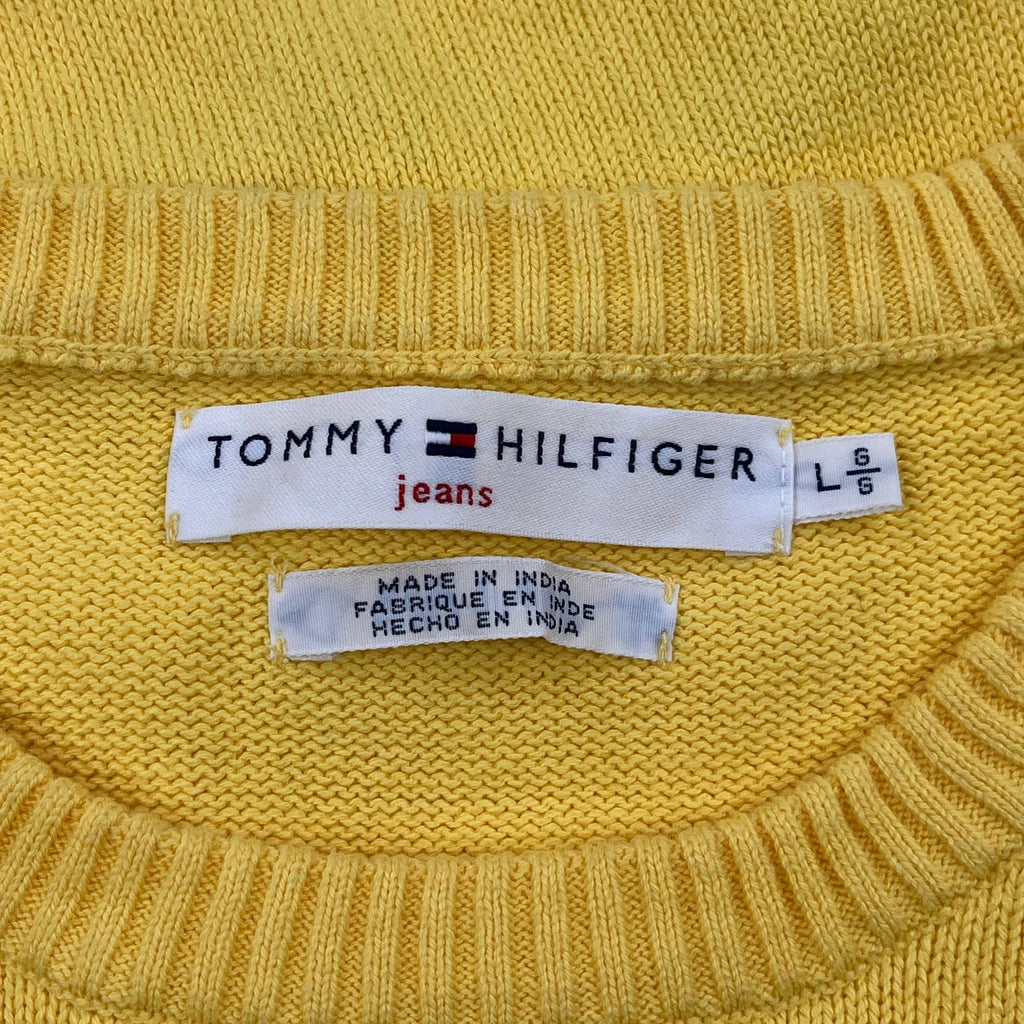 TOMMY HILFIGER
jeans
L G/G
MADE IN INDIA
FABRIQUE EN INDE
HECHO EN INDIA